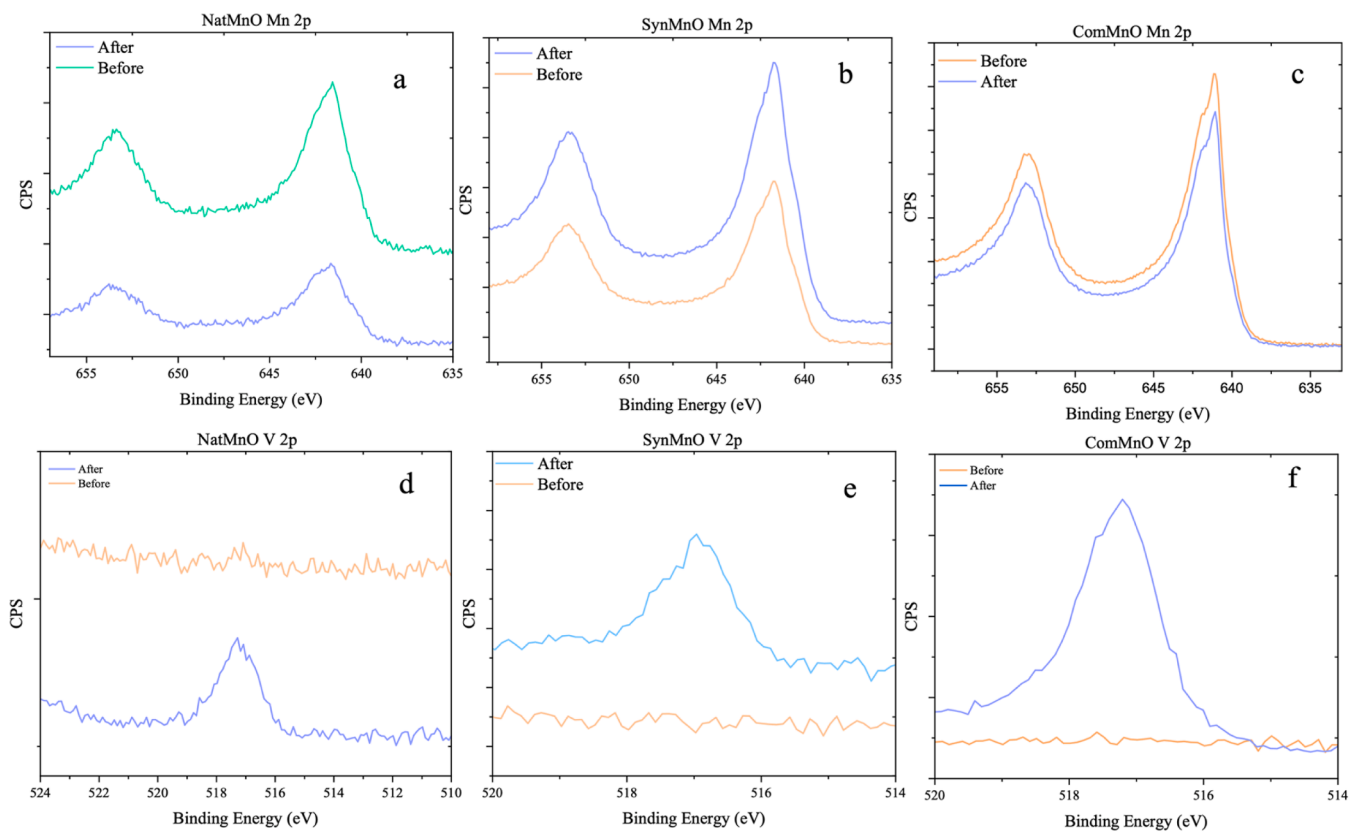 NatMnO Mn 2p
After
Before
a
CPS
655
650
645
640
635
Binding Energy (eV)
SynMnO Mn 2p
After
Before
b
CPS
655
650
645
640
635
Binding Energy (eV)
ComMnO Mn 2p
Before
After
c
CPS
655
650
645
640
635
Binding Energy (eV)
NatMnO V 2p
After
Before
d
CPS
524
522
520
518
516
514
512
510
Binding Energy (eV)
SynMnO V 2p
After
Before
e
CPS
520
518
516
514
Binding Energy (eV)
ComMnO V 2p
Before
After
f
CPS
520
518
516
514
Binding Energy (eV)